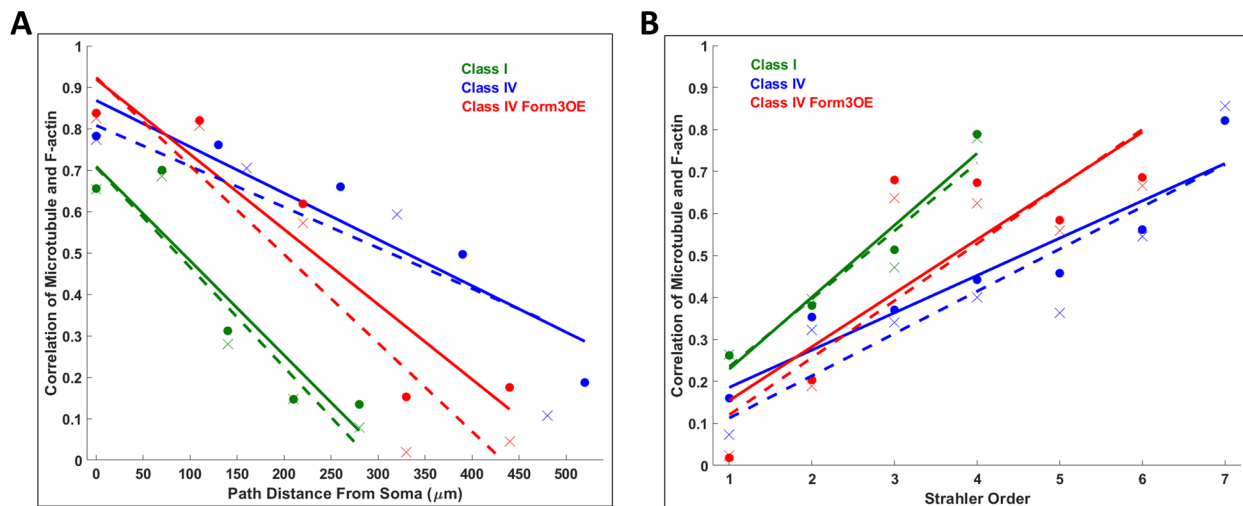 A
Correlation of Microtubule and F-actin
1
0.9
0.8
0.7
0.6
0.5
0.4
0.3
0.2
0.1
0
Class I
Class IV
Class IV Form3OE
0 50 100 150 200 250 300 350 400 450 500
Path Distance From Soma (μm)
B
Correlation of Microtubule and F-actin
1
0.9
0.8
0.7
0.6
0.5
0.4
0.3
0.2
0.1
0
Class I
Class IV
Class IV Form3OE
1 2 3 4 5 6 7
Strahler Order